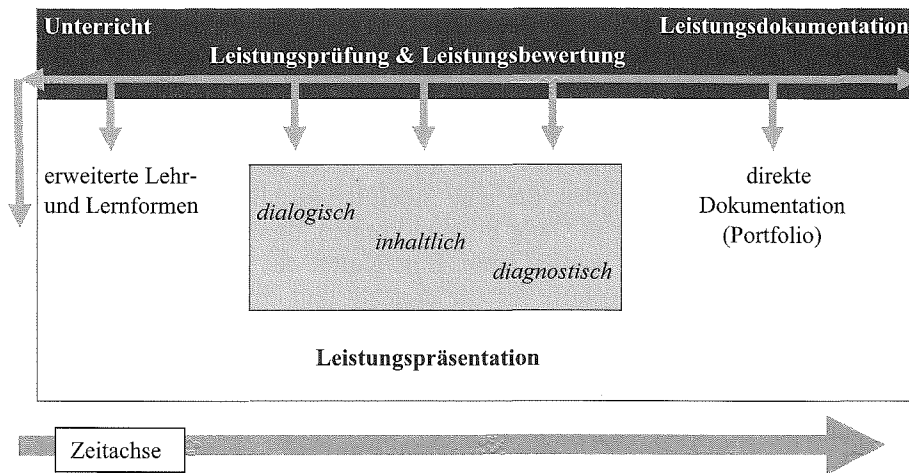 Unterricht
Leistungsdokumentation
Leistungsprüfung & Leistungsbewertung
erweiterte Lehr-
und Lernformen
dialogisch
inhaltlich
diagnostisch
direkte
Dokumentation
(Portfolio)
Leistungspräsentation
Zeitachse